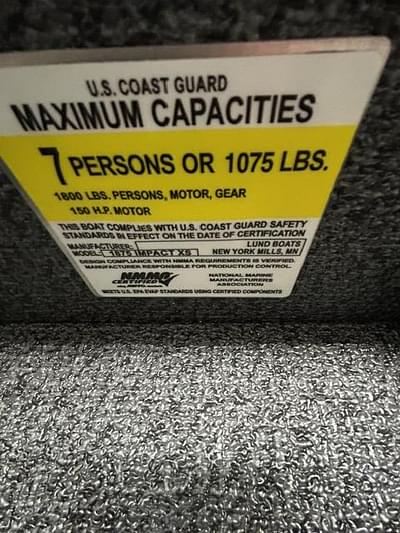 U.S. COAST GUARD
MAXIMUM CAPACITIES
7 PERSONS OR 1075 LBS.
1800 LBS. PERSONS, MOTOR, GEAR
150 H.P. MOTOR
THIS BOAT COMPLIES WITH U.S. COAST GUARD SAFETY
STANDARDS IN EFFECT ON THE DATE OF CERTIFICATION
MANUFACTURER: LUND BOATS
MODEL: 1875 IMPACT XS NEW YORK MILLS, MN
DESIGN COMPLIANCE WITH NMMA REQUIREMENTS IS VERIFIED.
MANUFACTURER RESPONSIBLE FOR PRODUCTION CONTROL.
NMMA NATIONAL MARINE
CERTIFIED MANUFACTURERS
ASSOCIATION
MEETS U.S. EPA EVAP STANDARDS USING CERTIFIED COMPONENTS